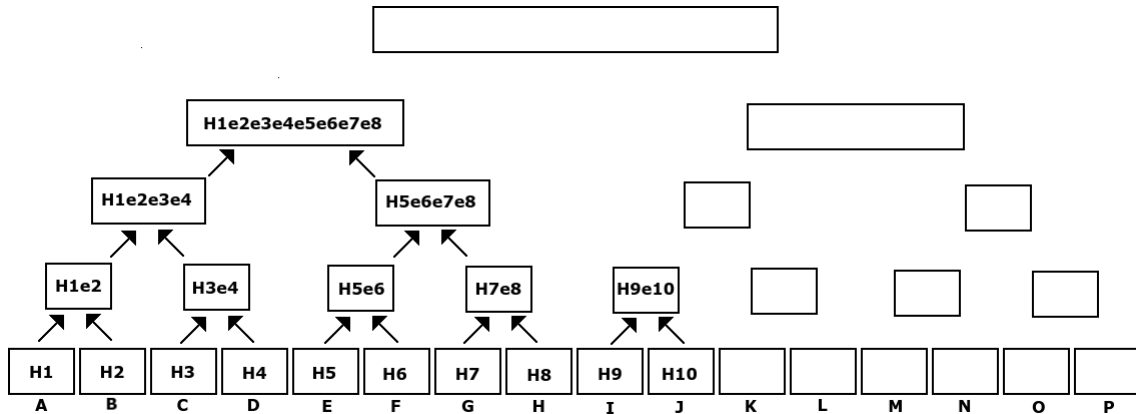 H1e2e3e4e5e6e7e8
H1e2e3e4 H5e6e7e8
H1e2 H3e4 H5e6 H7e8 H9e10
H1 H2 H3 H4 H5 H6 H7 H8 H9 H10
A B C D E F G H I J K L M N O P